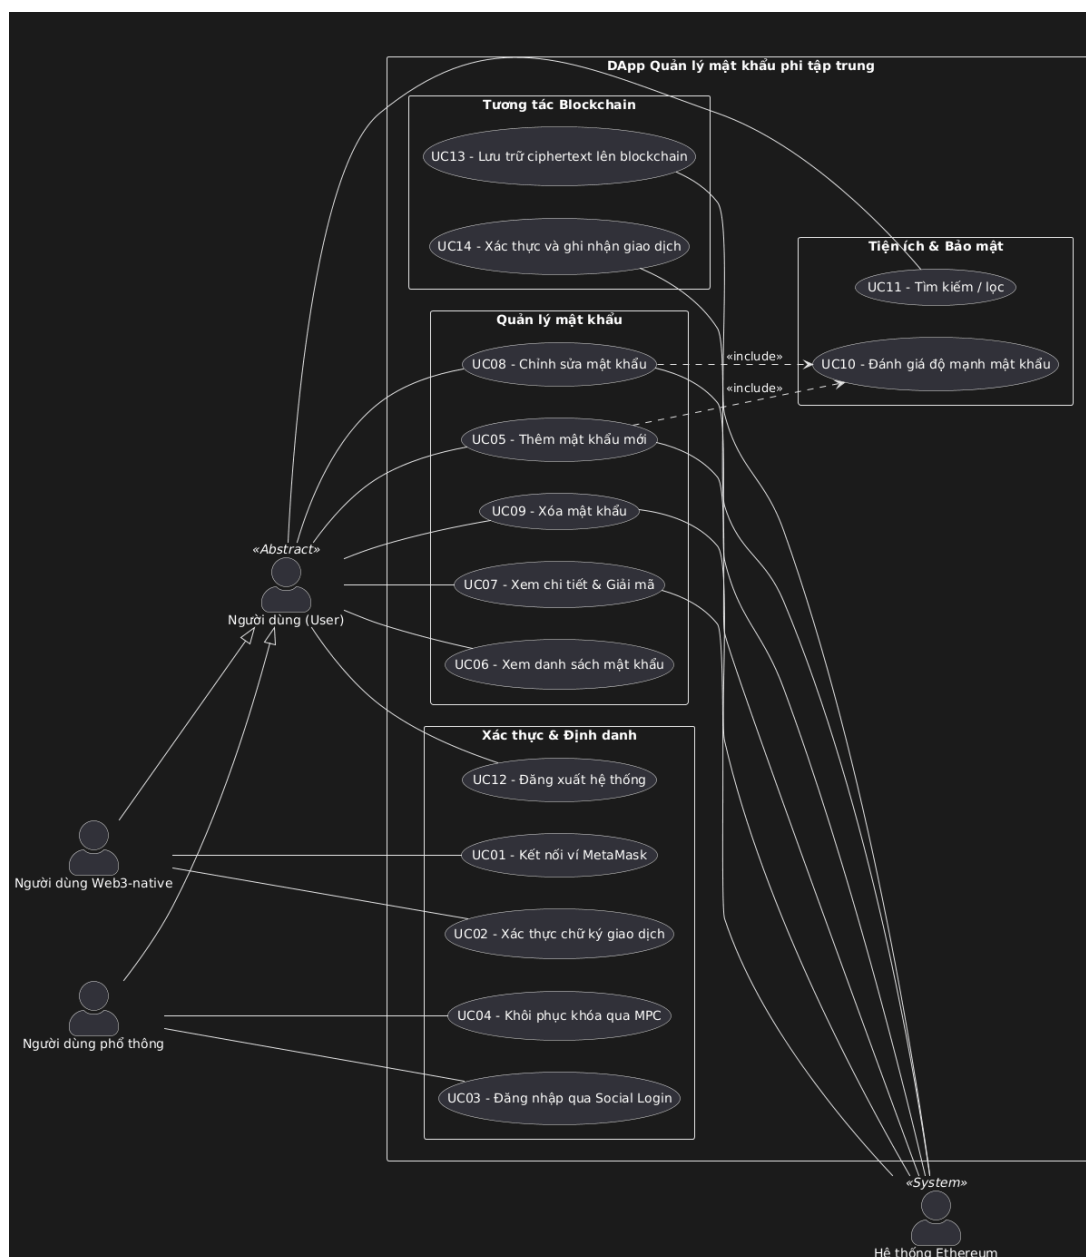 DApp Quản lý mật khẩu phi tập trung
Tương tác Blockchain
UC13 - Lưu trữ ciphertext lên blockchain
UC14 - Xác thực và ghi nhận giao dịch
Tiện ích & Bảo mật
UC11 - Tìm kiếm / lọc
UC10 - Đánh giá độ mạnh mật khẩu
Quản lý mật khẩu
UC08 - Chỉnh sửa mật khẩu
«include»
«include»
UC05 - Thêm mật khẩu mới
UC09 - Xóa mật khẩu
UC07 - Xem chi tiết & Giải mã
UC06 - Xem danh sách mật khẩu
«Abstract»
Người dùng (User)
Xác thực & Định danh
UC12 - Đăng xuất hệ thống
UC01 - Kết nối ví MetaMask
UC02 - Xác thực chữ ký giao dịch
UC04 - Khôi phục khóa qua MPC
UC03 - Đăng nhập qua Social Login
Người dùng Web3-native
Người dùng phổ thông
«System»
Hệ thống Ethereum